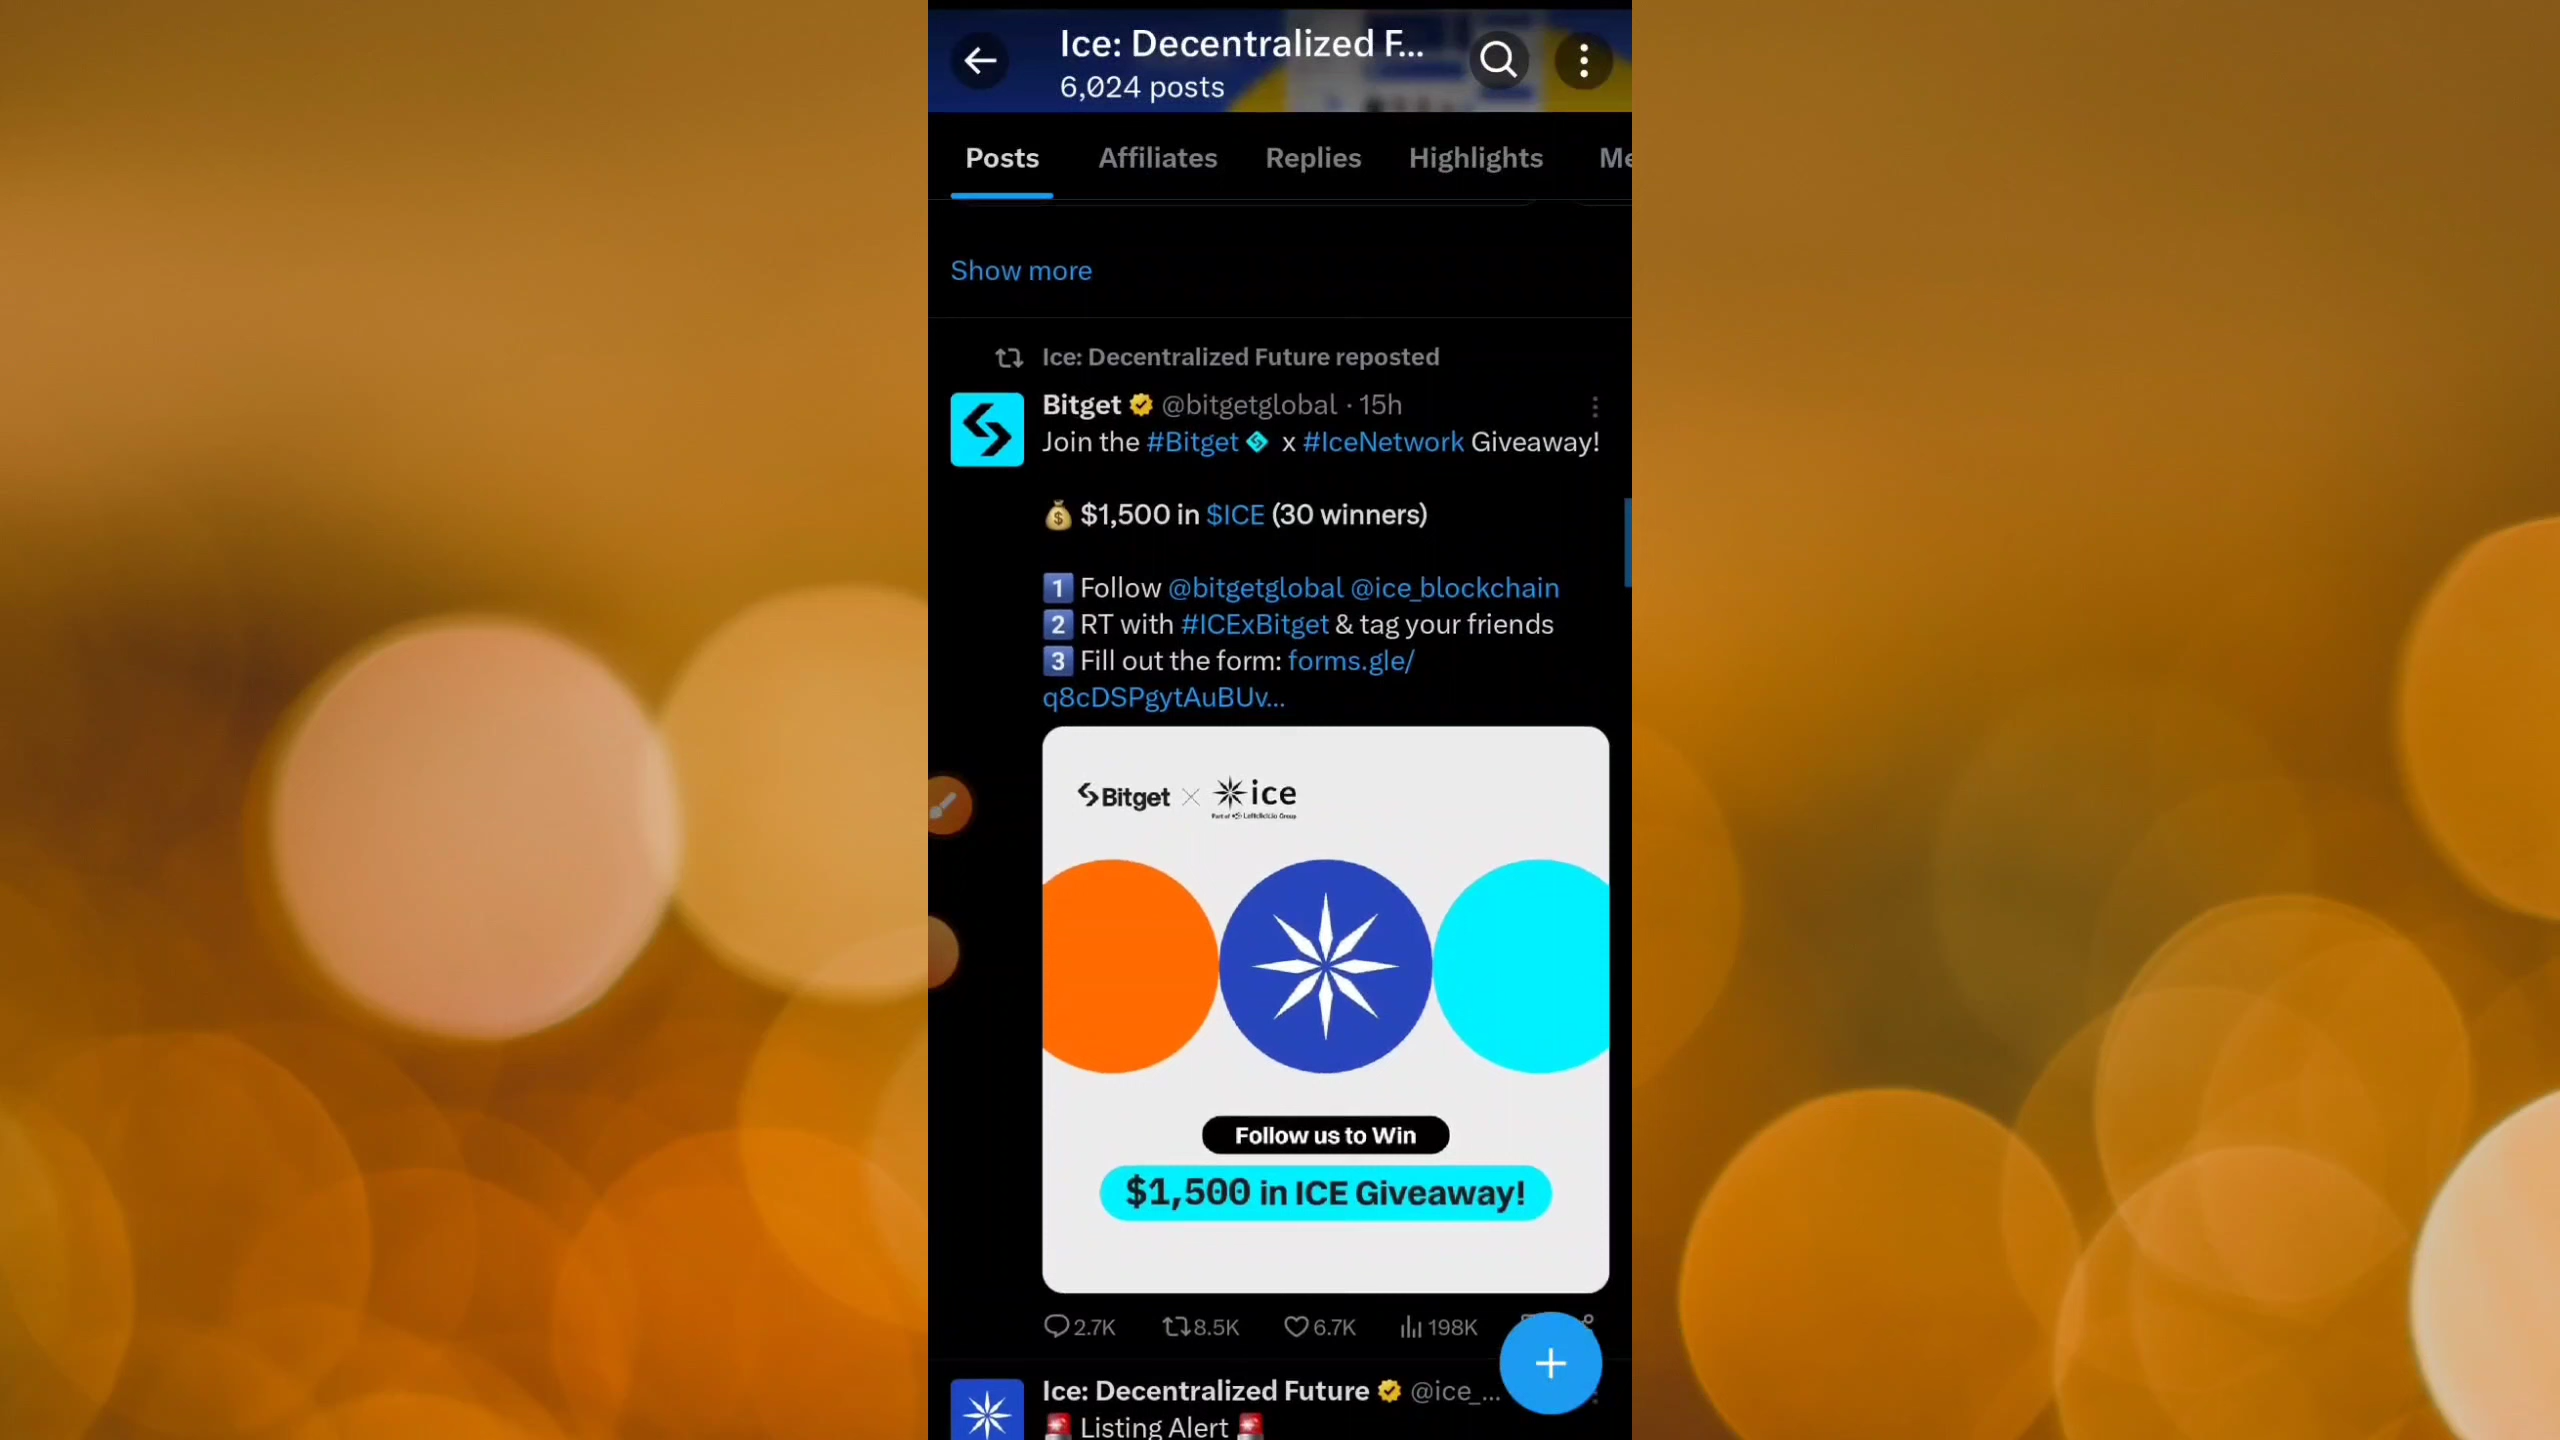 Ice: Decentralized F...
6,024 posts
Posts Affiliates Replies Highlights Me
Show more
Ice: Decentralized Future reposted
Bitget @bitgetglobal · 15h
Join the #Bitget x #IceNetwork Giveaway!
💰 $1,500 in $ICE (30 winners)
1️⃣ Follow @bitgetglobal @ice_blockchain
2️⃣ RT with #ICExBitget & tag your friends
3️⃣ Fill out the form: forms.gle/
q8cDSPgytAuBUv...
Bitget × ice
Follow us to Win
$1,500 in ICE Giveaway!
2.7K 8.5K 6.7K 198K
Ice: Decentralized Future @ice_...
🚨 Listing Alert 🚨